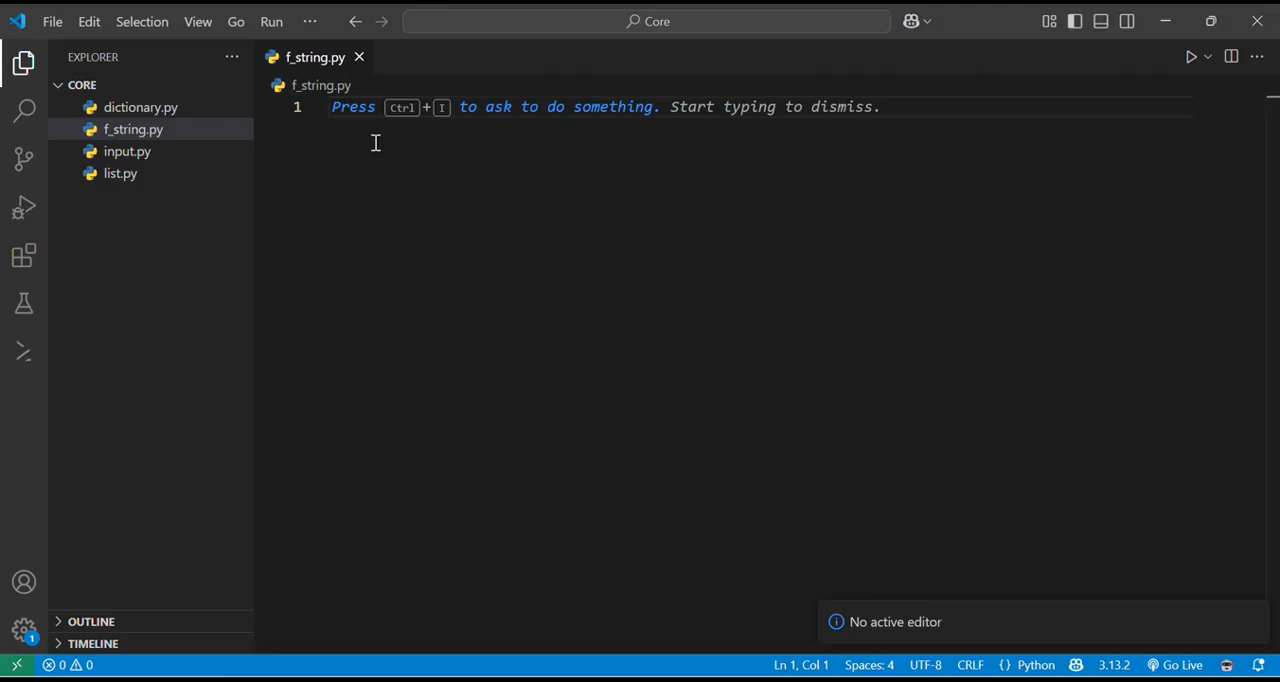 File Edit Selection View Go Run ··· Core
EXPLORER ···
CORE
dictionary.py
f_string.py
input.py
list.py
OUTLINE
TIMELINE
f_string.py
f_string.py
1 Press Ctrl+I to ask to do something. Start typing to dismiss.
No active editor
1
0 0 Ln 1, Col 1 Spaces: 4 UTF-8 CRLF {} Python 3.13.2 Go Live